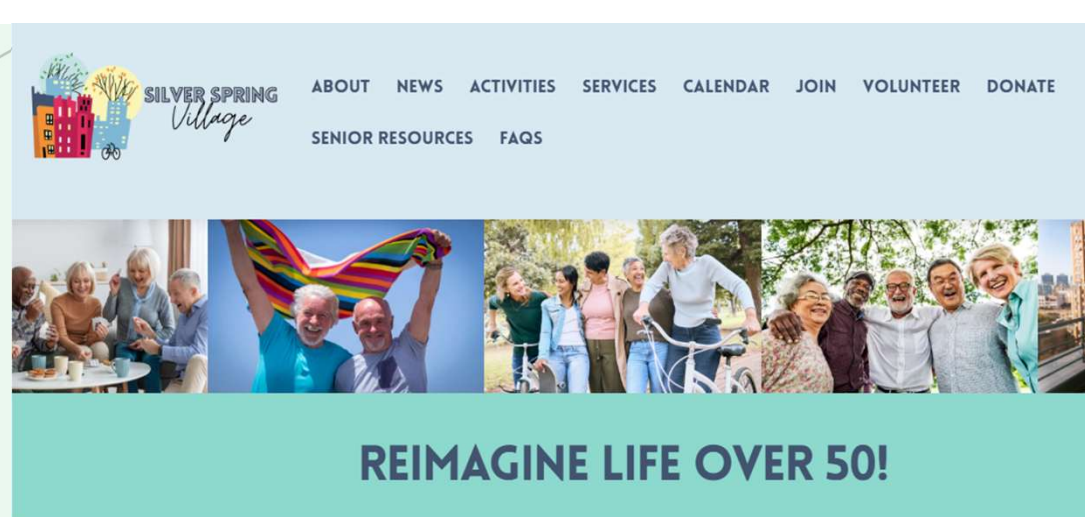 SILVER SPRING
Village
ABOUT NEWS ACTIVITIES SERVICES CALENDAR JOIN VOLUNTEER DONATE
SENIOR RESOURCES FAQS
REIMAGINE LIFE OVER 50!